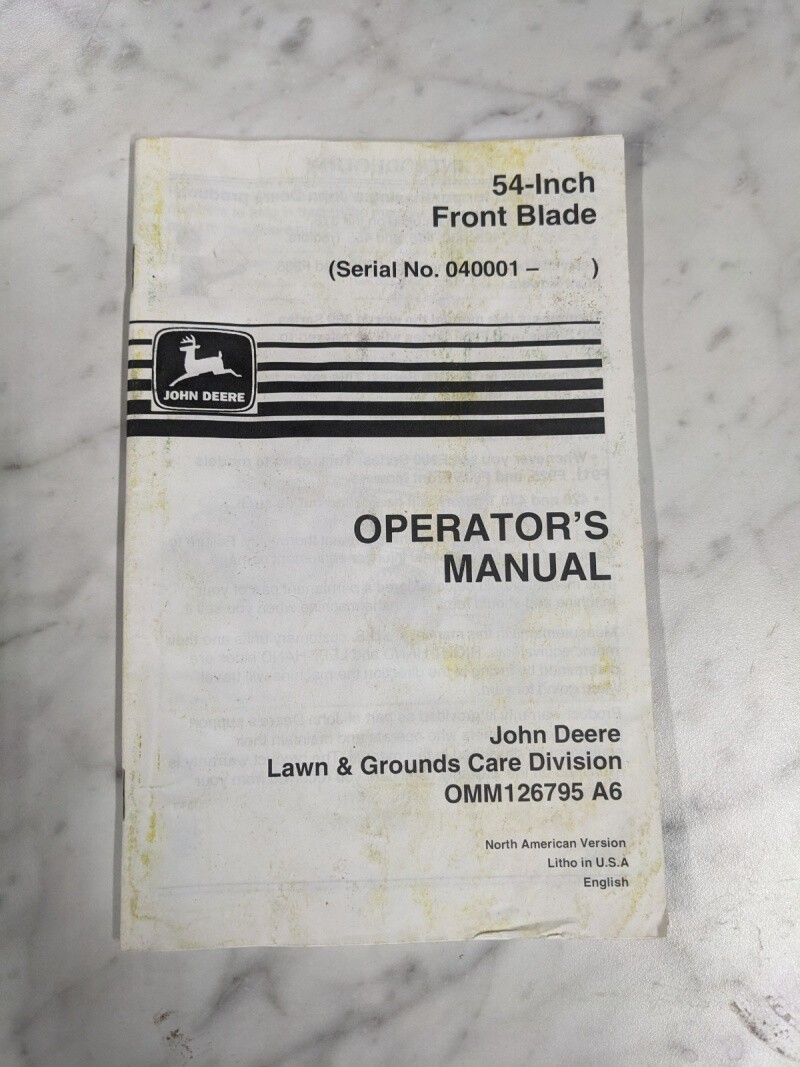 54-Inch
Front Blade
(Serial No. 040001 – )
JOHN DEERE
OPERATOR'S
MANUAL
John Deere
Lawn & Grounds Care Division
OMM126795 A6
North American Version
Litho in U.S.A
English